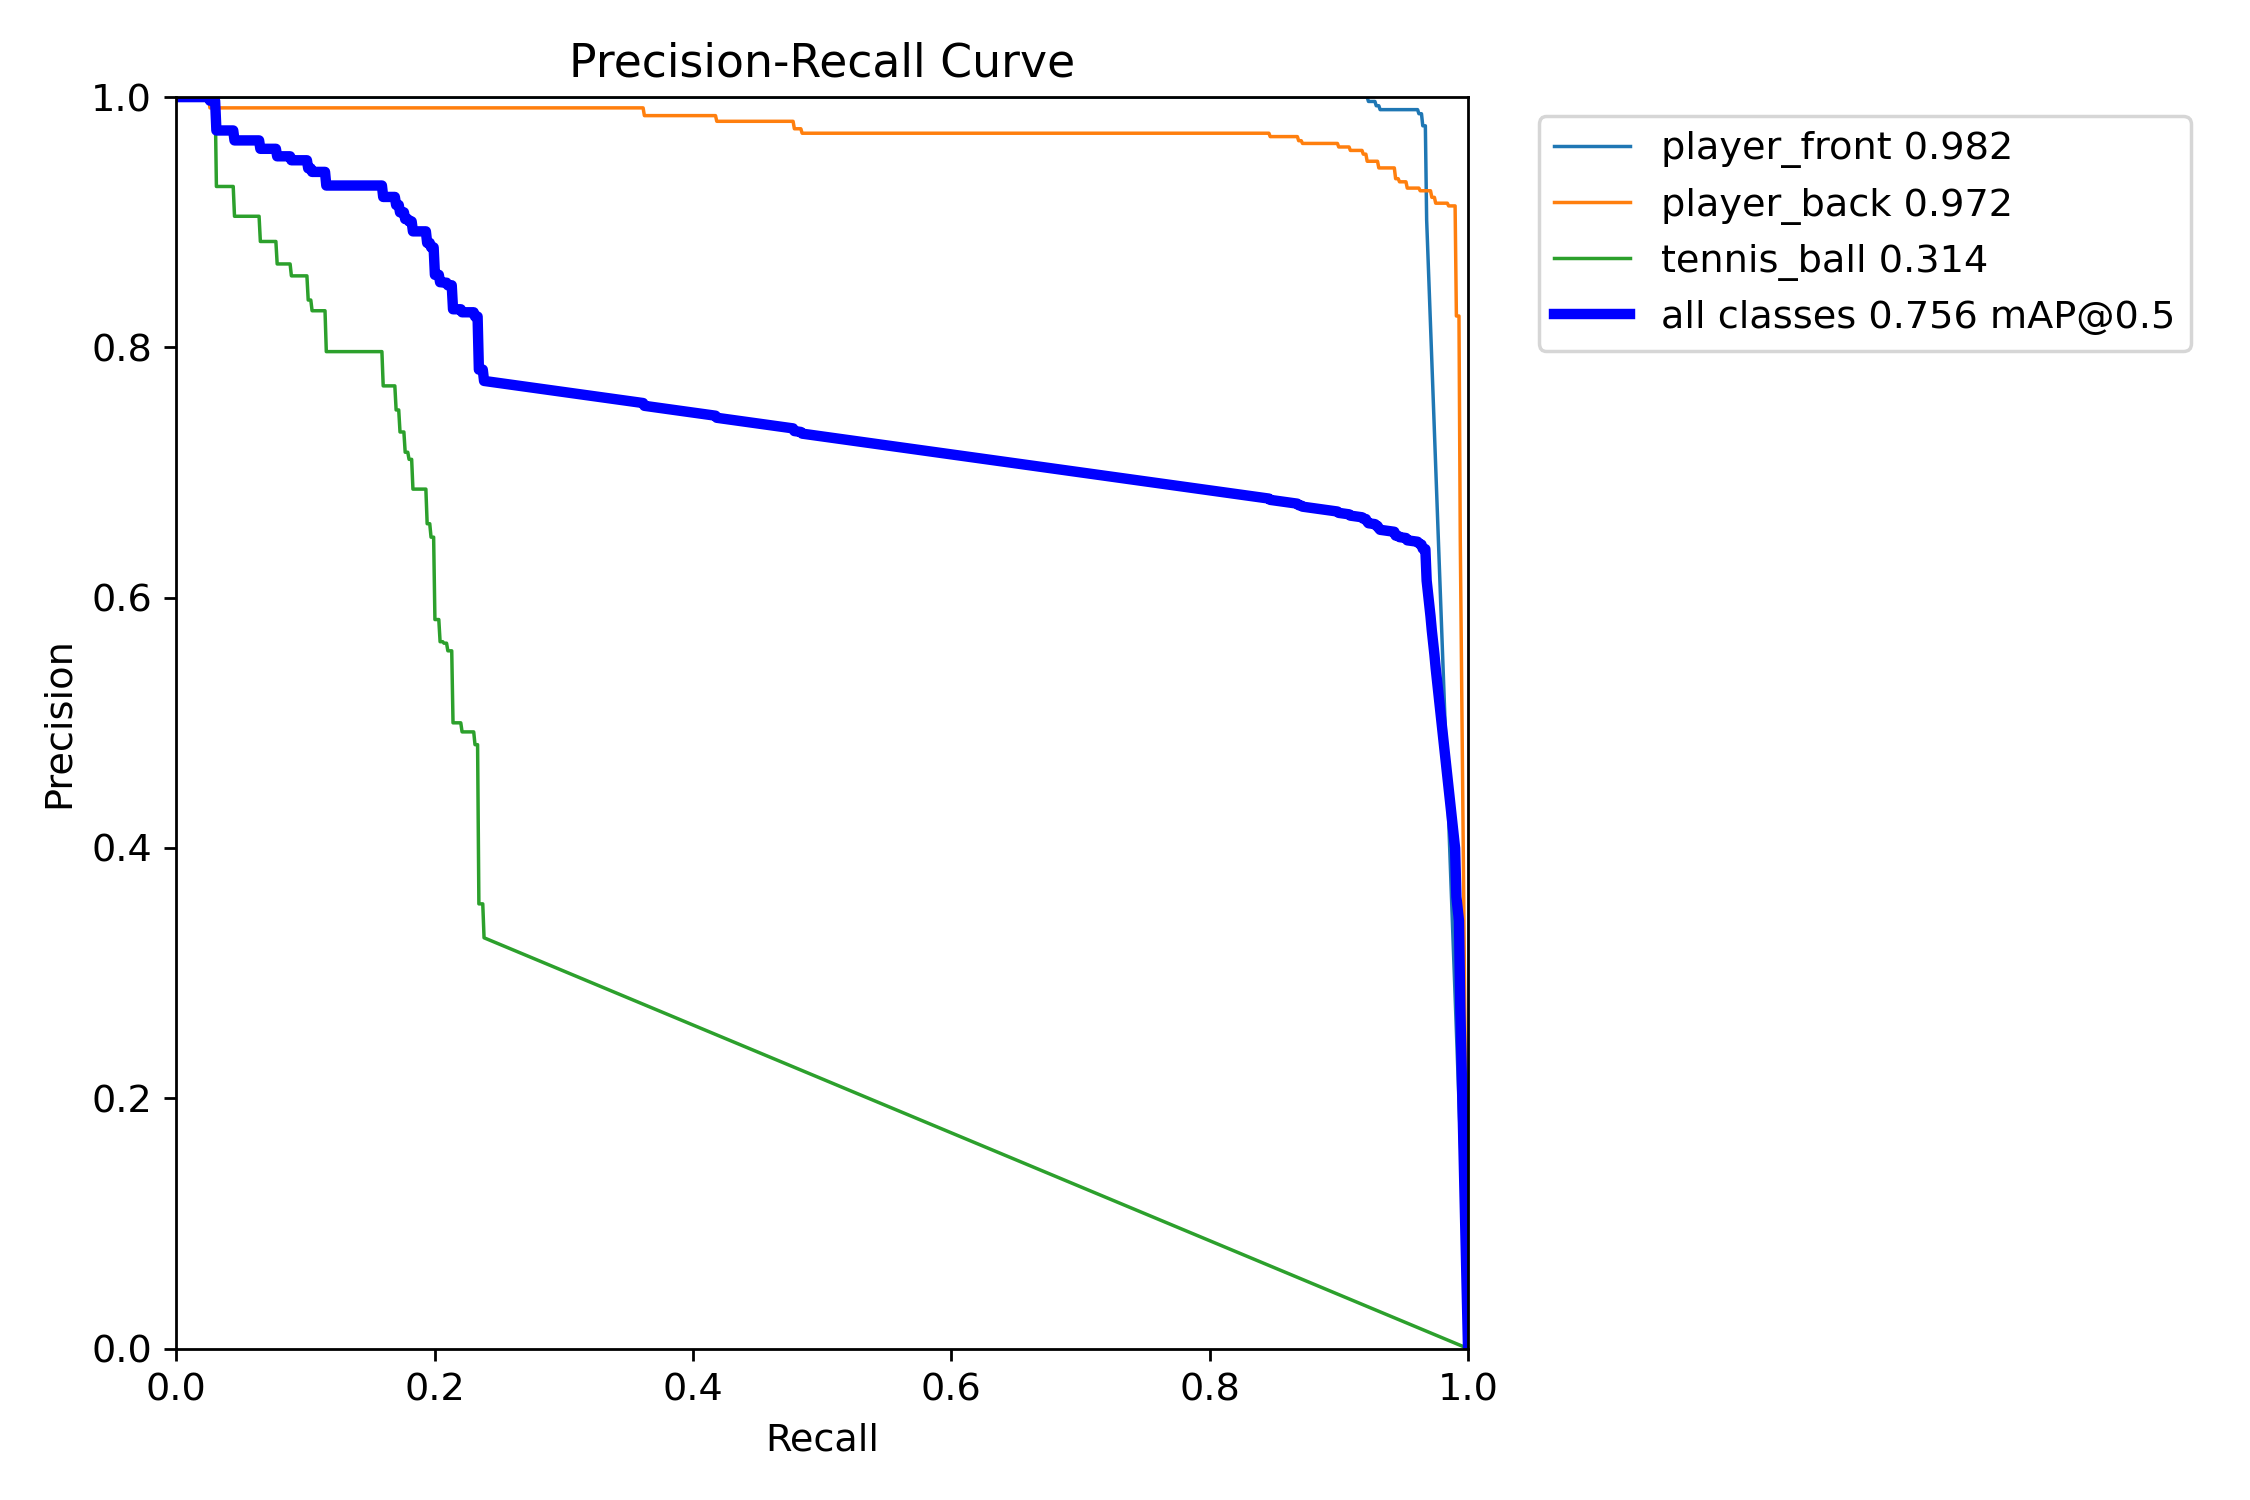 Precision-Recall Curve
1.0
0.8
0.6
0.4
0.2
0.0
Precision
0.0 0.2 0.4 0.6 0.8 1.0
Recall
player_front 0.982
player_back 0.972
tennis_ball 0.314
all classes 0.756 mAP@0.5